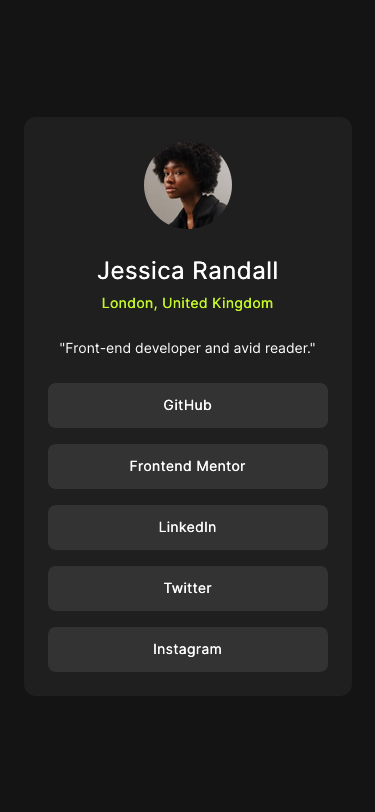 Jessica Randall
London, United Kingdom
"Front-end developer and avid reader."
GitHub
Frontend Mentor
LinkedIn
Twitter
Instagram